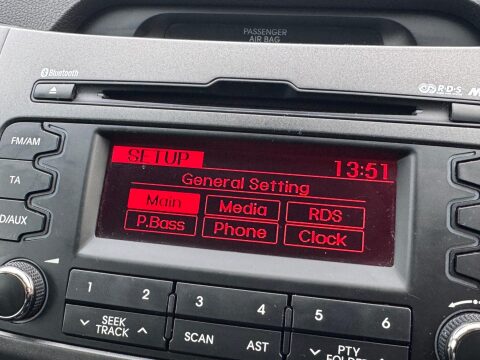 PASSENGER
AIR BAG
Bluetooth
R·D·S
FM/AM
SETUP
13:51
General Setting
TA
Main Media RDS
D/AUX
P.Bass Phone Clock
1 2 3 4 5 6
SEEK
TRACK
SCAN AST PTY